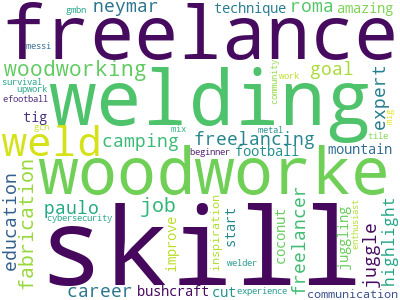 gmbn neymar technique roma amazing
freelance
messi
woodworking goal expert
survival upwork community work
efootball welding
tig mix metal
weld camping freelancing mountain
beginner football tile
gcn mig
woodworke
education fabrication paulo job
cybersecurity improve inspiration start coconut freelancer juggling juggle highlight enthusiast
skill
career bushcraft cut welder experience communication